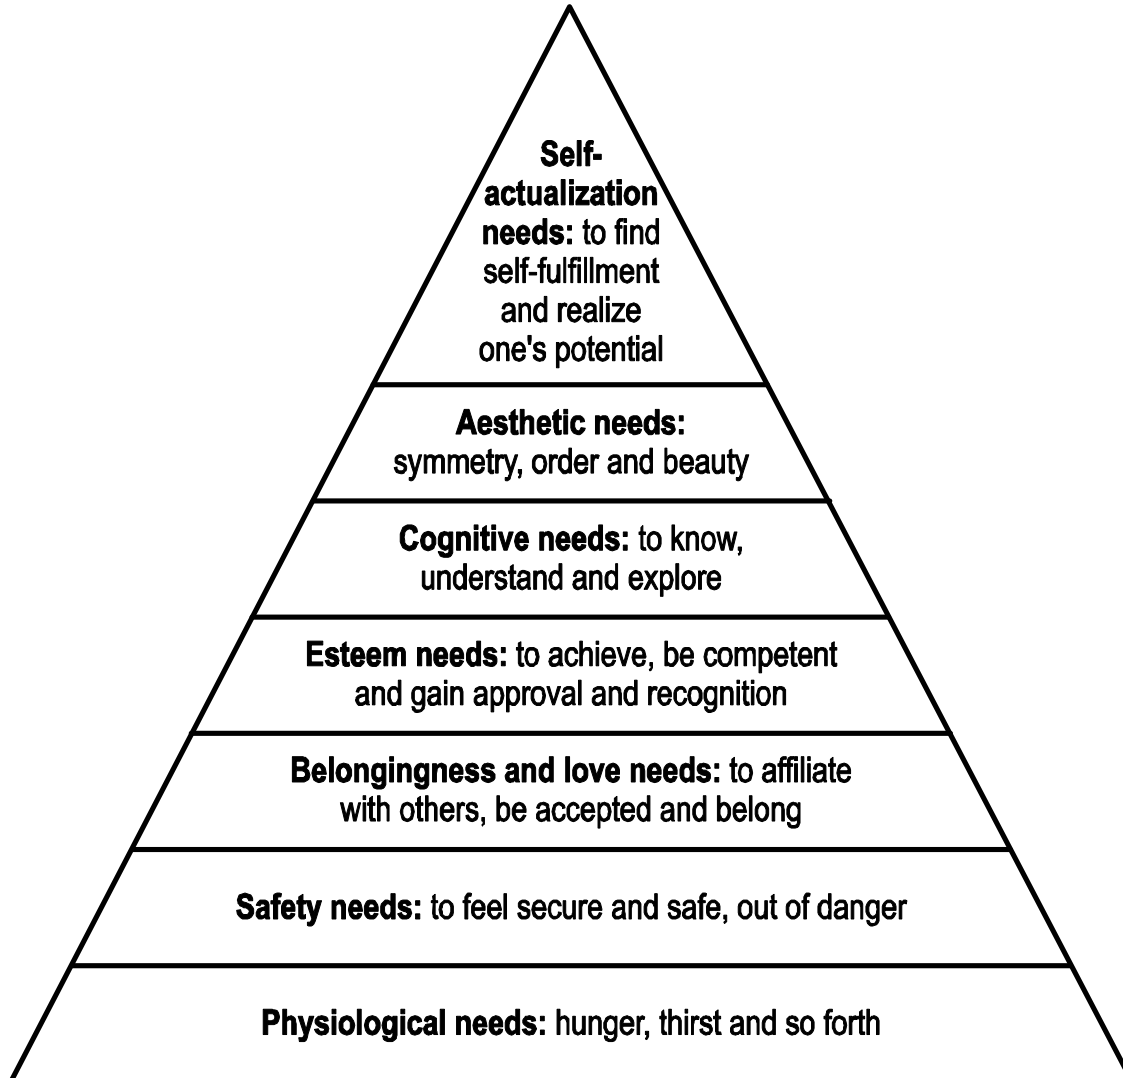 Self-
actualization
needs: to find
self-fulfillment
and realize
one's potential
Aesthetic needs:
symmetry, order and beauty
Cognitive needs: to know,
understand and explore
Esteem needs: to achieve, be competent
and gain approval and recognition
Belongingness and love needs: to affiliate
with others, be accepted and belong
Safety needs: to feel secure and safe, out of danger
Physiological needs: hunger, thirst and so forth